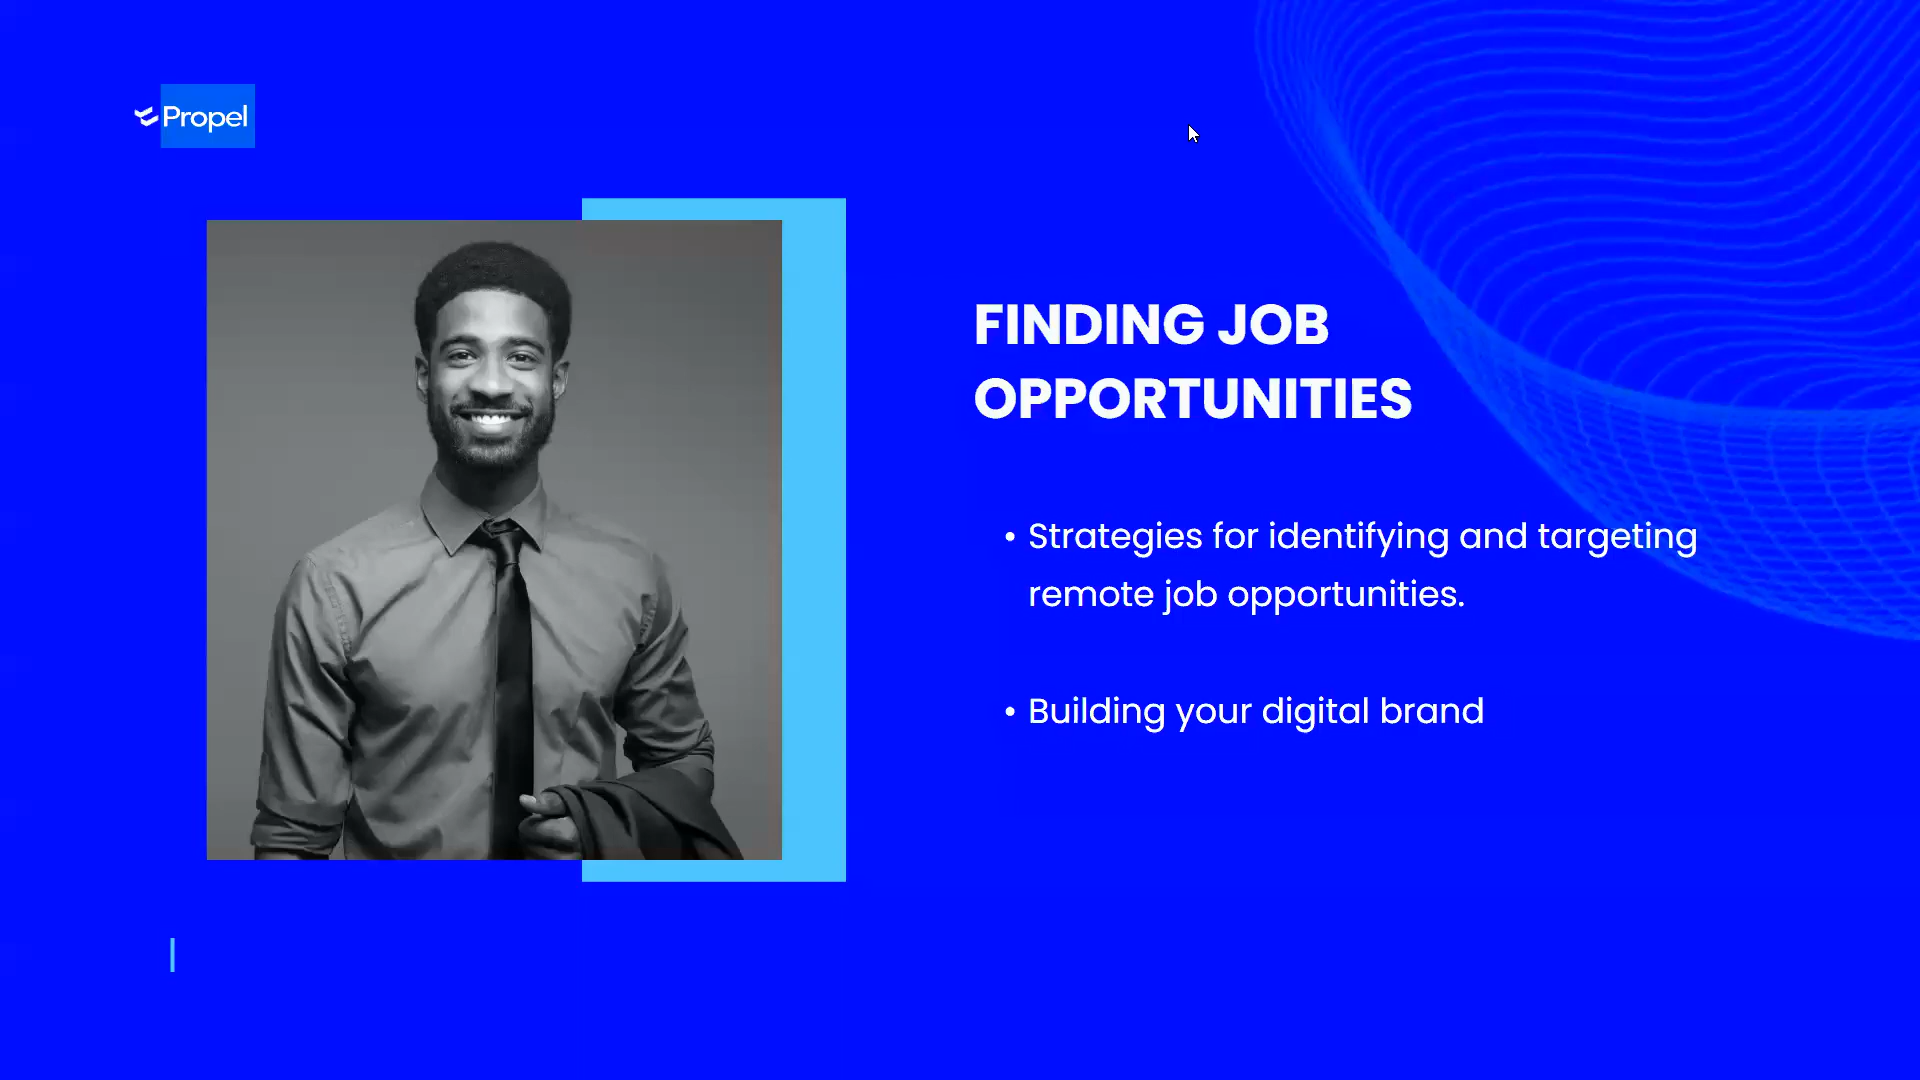 Propel
FINDING JOB
OPPORTUNITIES
• Strategies for identifying and targeting
remote job opportunities.
• Building your digital brand